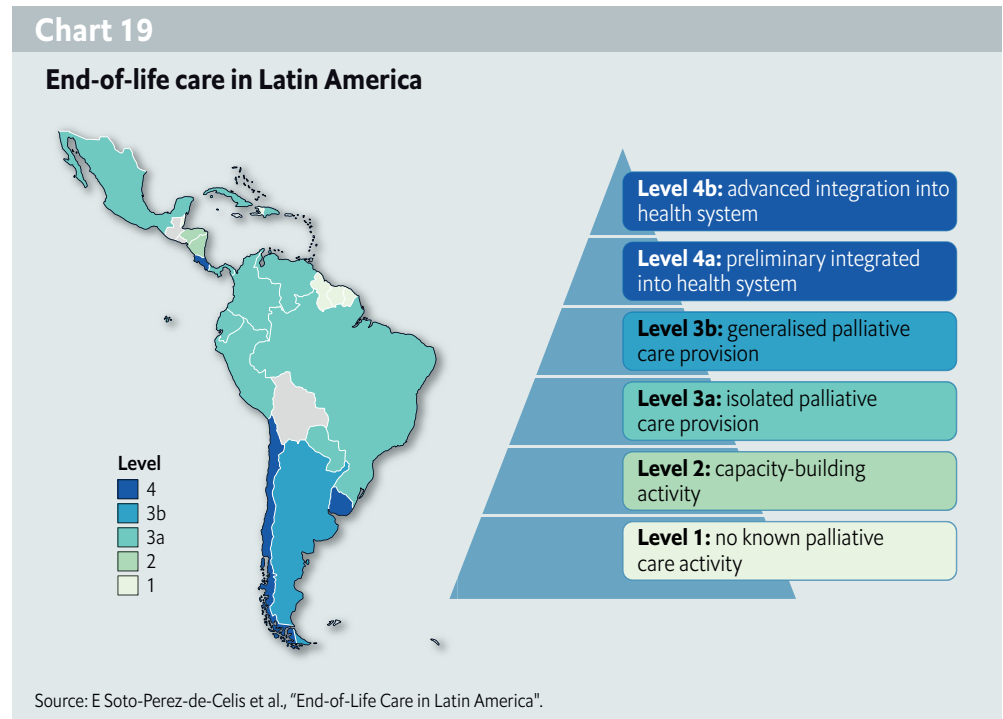 Chart 19
End-of-life care in Latin America
Level 4b: advanced integration into
health system
Level 4a: preliminary integrated
into health system
Level 3b: generalised palliative
care provision
Level 3a: isolated palliative
care provision
Level 2: capacity-building
activity
Level 1: no known palliative
care activity
Level
4
3b
3a
2
1
Source: E Soto-Perez-de-Celis et al., “End-of-Life Care in Latin America".